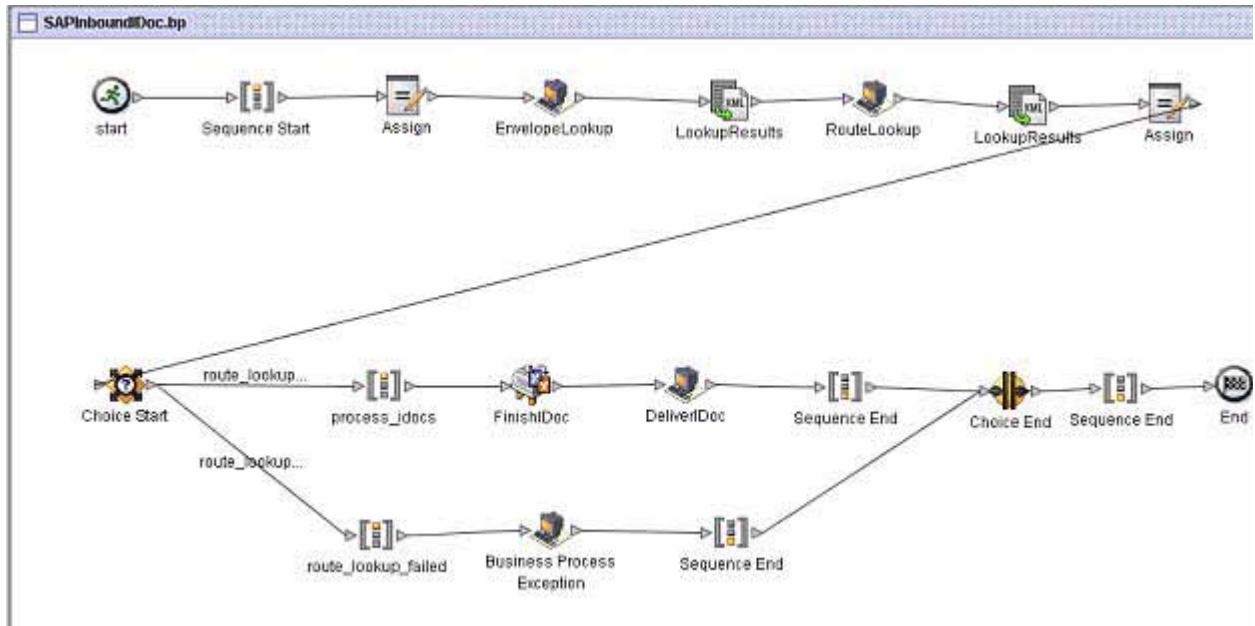 SAPInboundIDoc.bp
start
Sequence Start
Assign
EnvelopeLookup
LookupResults
RouteLookup
LookupResults
Assign
Choice Start
route_lookup...
process_idocs
FinishIDoc
DeliverIDoc
Sequence End
Choice End
Sequence End
End
route_lookup...
route_lookup_failed
Business Process
Exception
Sequence End